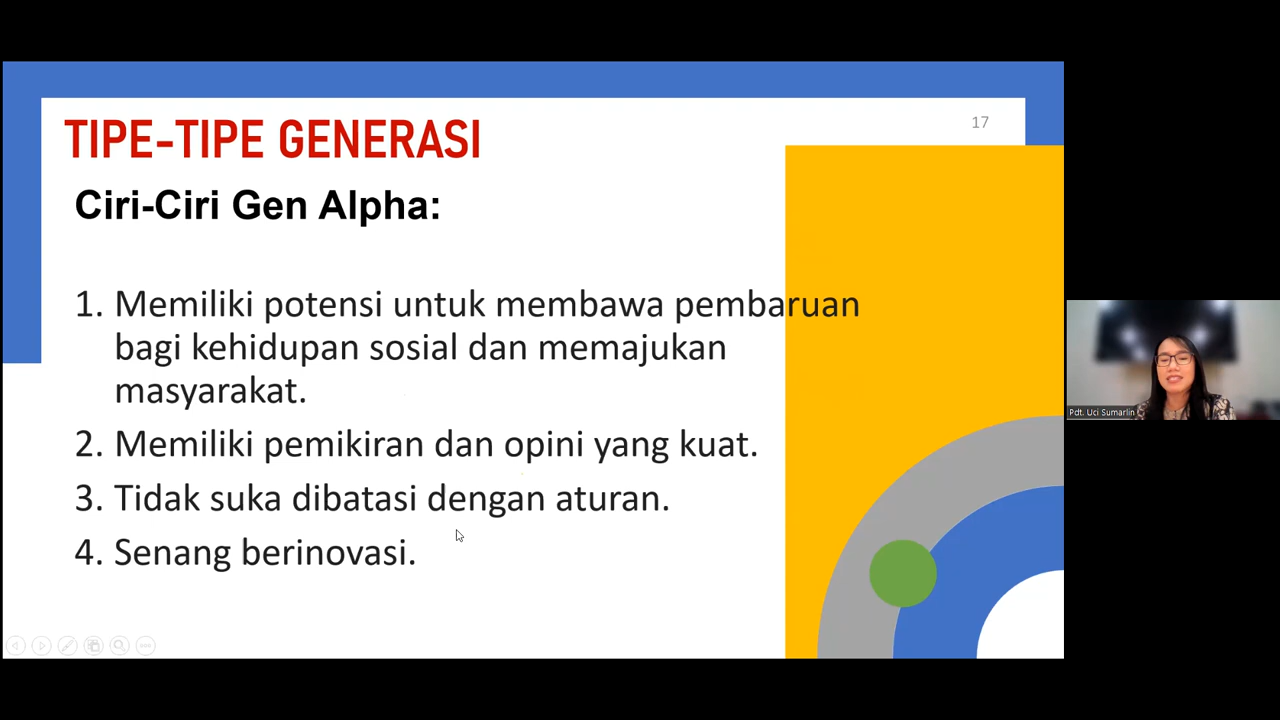 17
TIPE-TIPE GENERASI
Ciri-Ciri Gen Alpha:
1. Memiliki potensi untuk membawa pembaruan
bagi kehidupan sosial dan memajukan
masyarakat.
2. Memiliki pemikiran dan opini yang kuat.
3. Tidak suka dibatasi dengan aturan.
4. Senang berinovasi.
Pdt. Uci Sumarlin